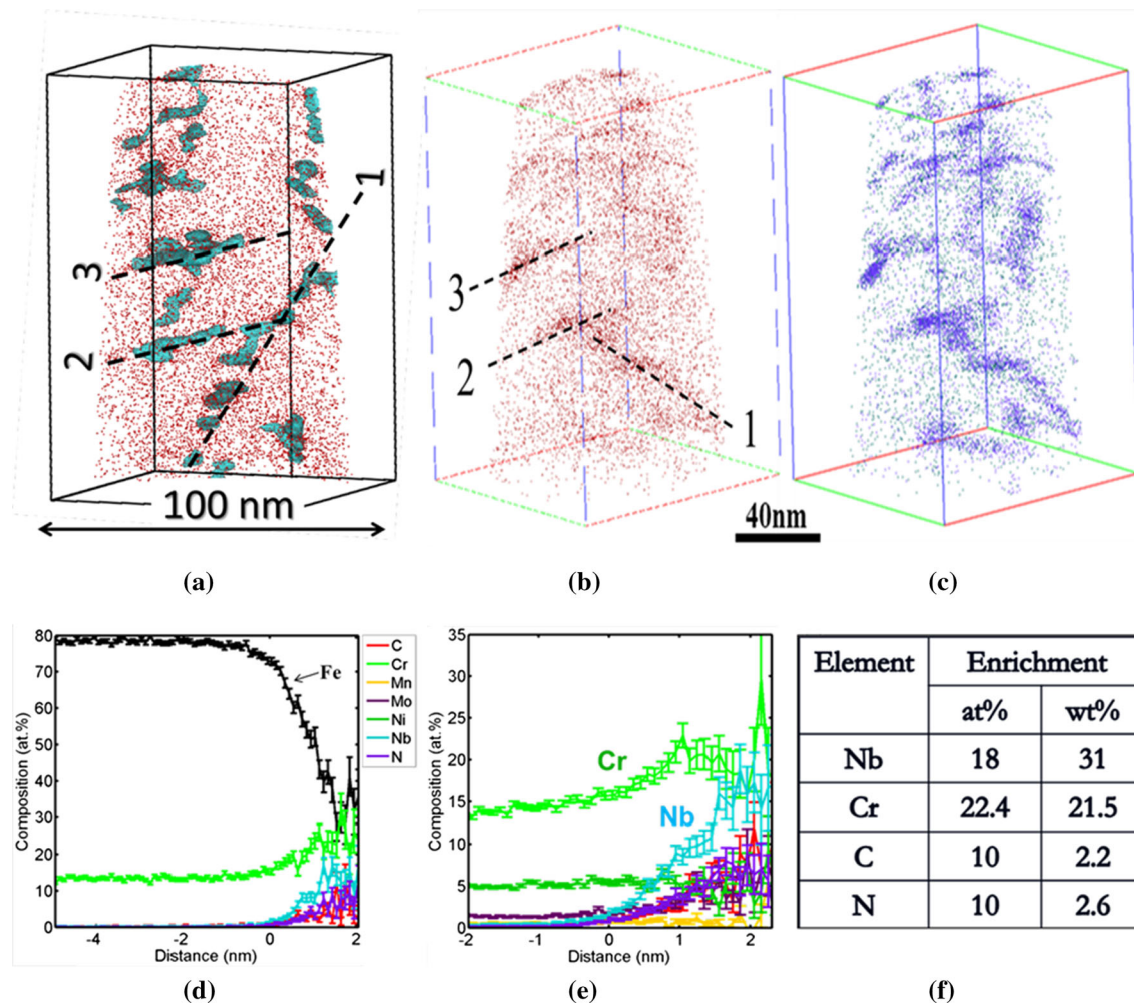 1
3
2
100 nm
3
2
1
40nm
(a)
(b)
(c)
80
70
60
50
40
30
20
10
0
-4
-2
0
2
Composition (at.%)
Distance (nm)
Fe
C
Cr
Mn
Mo
Ni
Nb
N
35
30
25
20
15
10
5
0
-2
-1
0
1
2
Composition (at.%)
Distance (nm)
Cr
Nb
Element Enrichment
at% wt%
Nb 18 31
Cr 22.4 21.5
C 10 2.2
N 10 2.6
(d)
(e)
(f)